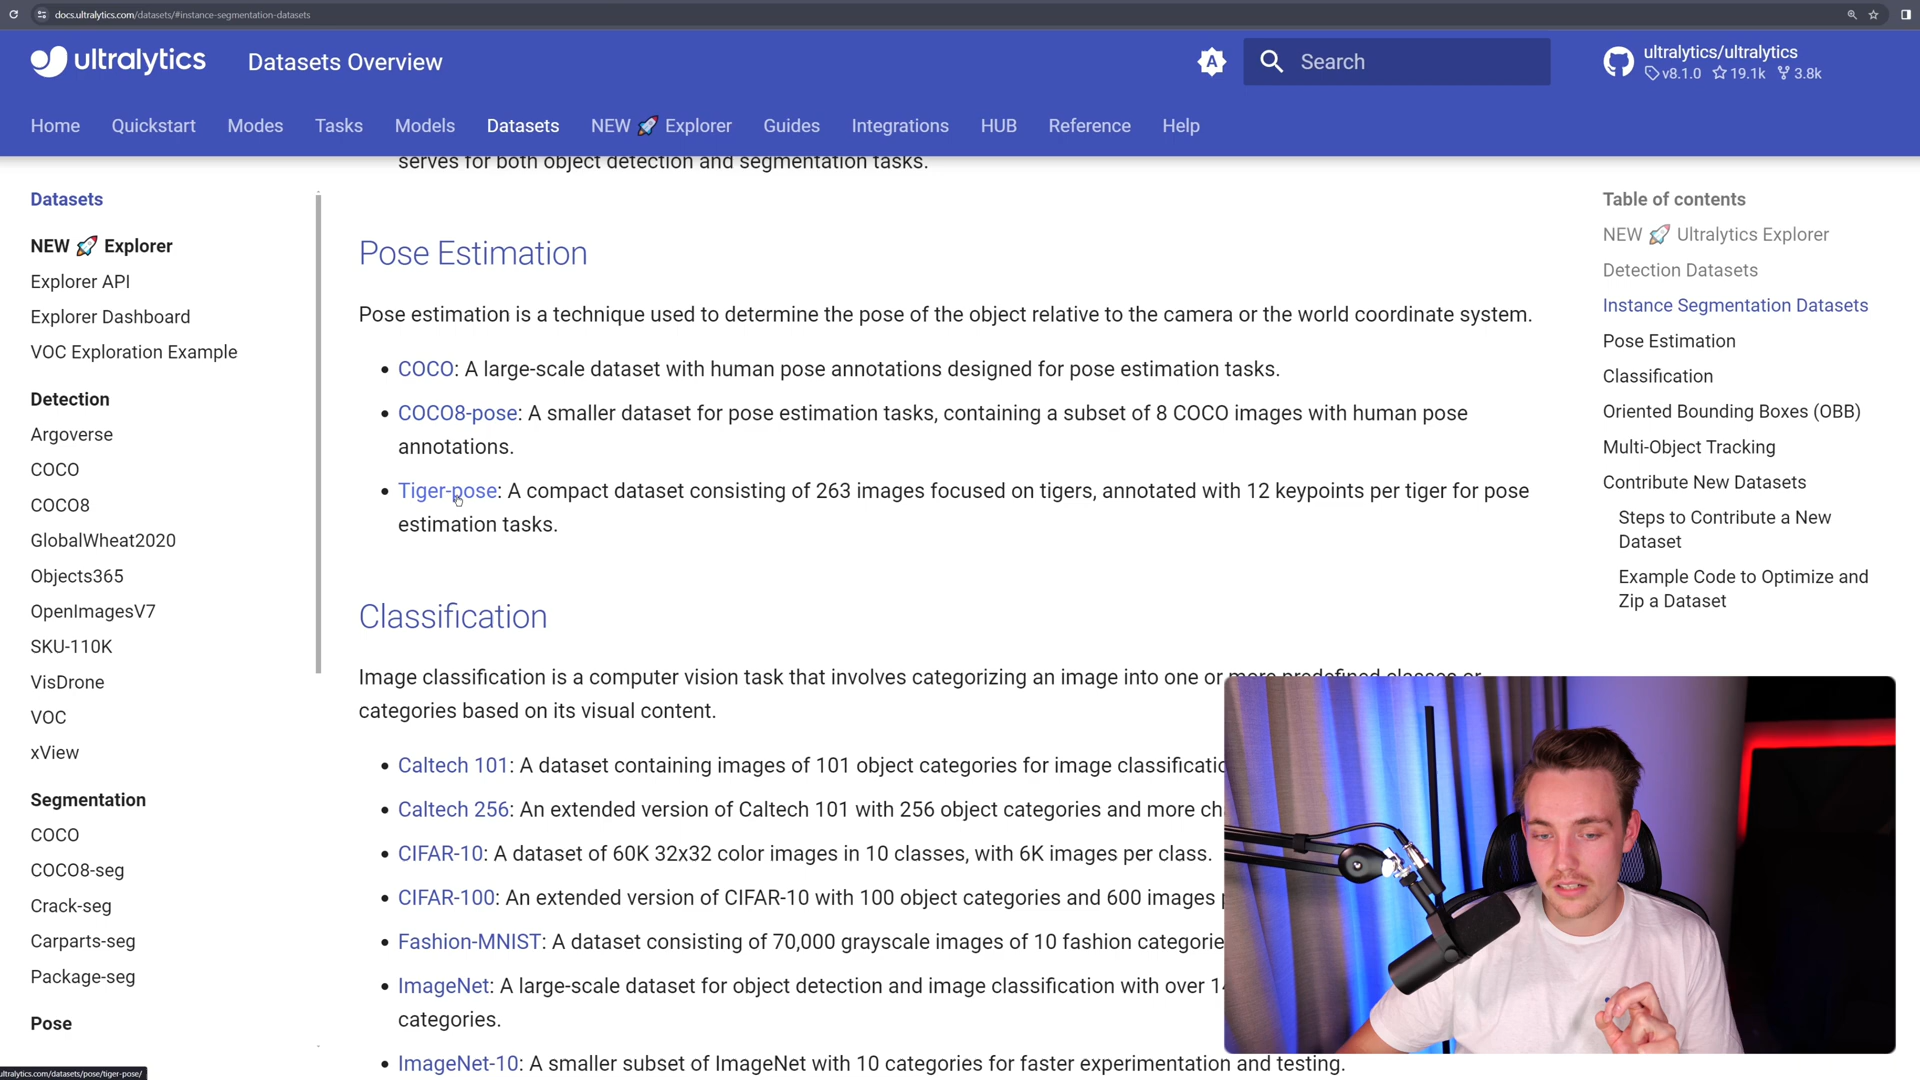 docs.ultralytics.com/datasets/#instance-segmentation-datasets
ultralytics
Datasets Overview
A
Search
ultralytics/ultralytics
v8.1.0 19.1k 3.8k
Home Quickstart Modes Tasks Models Datasets NEW 🚀 Explorer Guides Integrations HUB Reference Help
serves for both object detection and segmentation tasks.
Datasets
NEW 🚀 Explorer
Explorer API
Explorer Dashboard
VOC Exploration Example
Detection
Argoverse
COCO
COCO8
GlobalWheat2020
Objects365
OpenImagesV7
SKU-110K
VisDrone
VOC
xView
Segmentation
COCO
COCO8-seg
Crack-seg
Carparts-seg
Package-seg
Pose
Pose Estimation
Pose estimation is a technique used to determine the pose of the object relative to the camera or the world coordinate system.
• COCO: A large-scale dataset with human pose annotations designed for pose estimation tasks.
• COCO8-pose: A smaller dataset for pose estimation tasks, containing a subset of 8 COCO images with human pose
annotations.
• Tiger-pose: A compact dataset consisting of 263 images focused on tigers, annotated with 12 keypoints per tiger for pose
estimation tasks.
Classification
Image classification is a computer vision task that involves categorizing an image into one or more predefined classes or
categories based on its visual content.
• Caltech 101: A dataset containing images of 101 object categories for image
• Caltech 256: An extended version of Caltech 101 with 256 object categories and more
• CIFAR-10: A dataset of 60K 32x32 color images in 10 classes, with 6K images per class.
• CIFAR-100: An extended version of CIFAR-10 with 100 object categories and 600 images
• Fashion-MNIST: A dataset consisting of 70,000 grayscale images of 10 fashion
• ImageNet: A large-scale dataset for object detection and image classification with over
categories.
• ImageNet-10: A smaller subset of ImageNet with 10 categories for faster experimentation and testing.
Table of contents
NEW 🚀 Ultralytics Explorer
Detection Datasets
Instance Segmentation Datasets
Pose Estimation
Classification
Oriented Bounding Boxes (OBB)
Multi-Object Tracking
Contribute New Datasets
Steps to Contribute a New
Dataset
Example Code to Optimize and
Zip a Dataset
ultralytics.com/datasets/pose/tiger-pose/